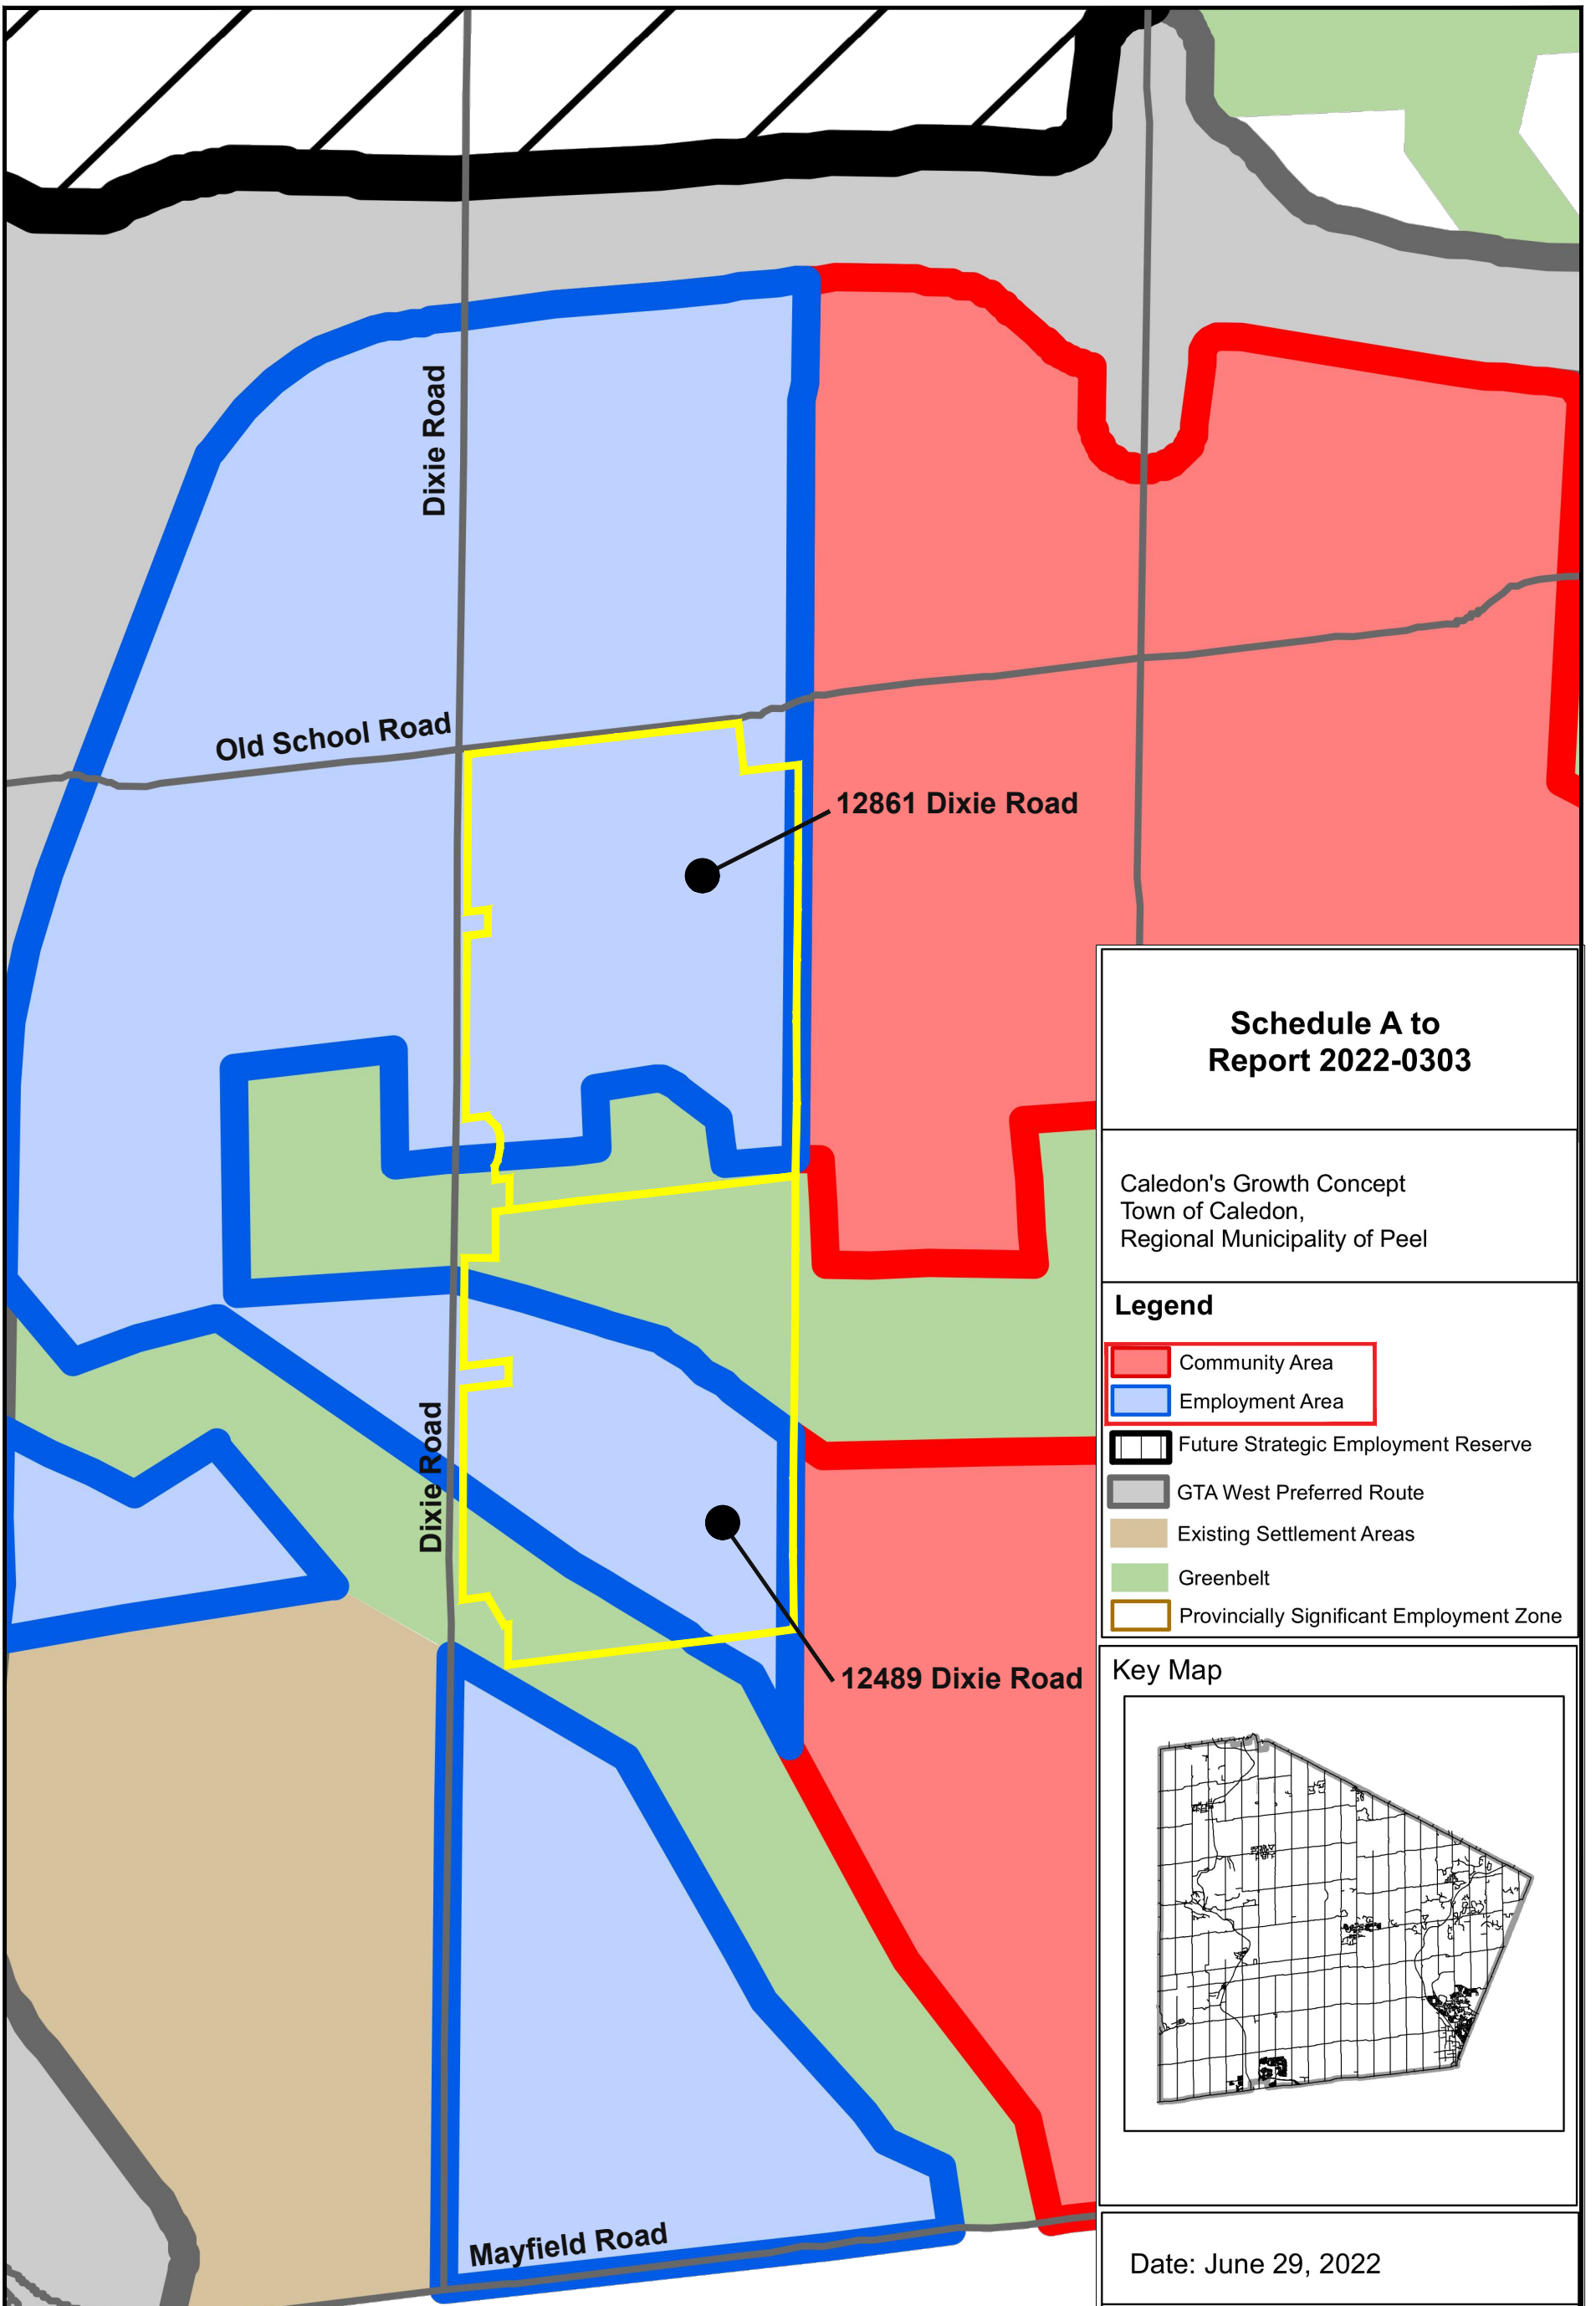 Dixie Road
Old School Road
12861 Dixie Road
Dixie Road
12489 Dixie Road
Mayfield Road
Schedule A to
Report 2022-0303
Caledon's Growth Concept
Town of Caledon,
Regional Municipality of Peel
Legend
Community Area
Employment Area
Future Strategic Employment Reserve
GTA West Preferred Route
Existing Settlement Areas
Greenbelt
Provincially Significant Employment Zone
Key Map
Date: June 29, 2022